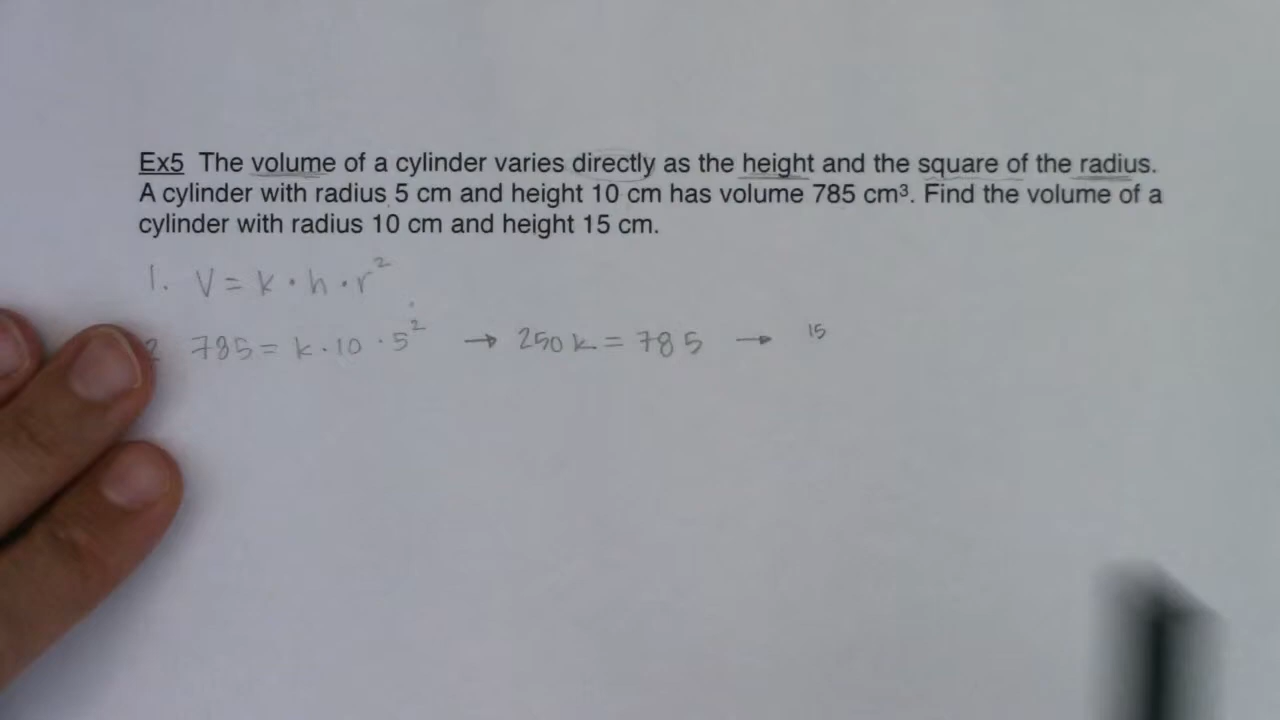 Ex5 The volume of a cylinder varies directly as the height and the square of the radius.
A cylinder with radius 5 cm and height 10 cm has volume 785 cm³. Find the volume of a
cylinder with radius 10 cm and height 15 cm.
1. V = k · h · r²
2 785 = k · 10 · 5² → 250 k = 785 → 15